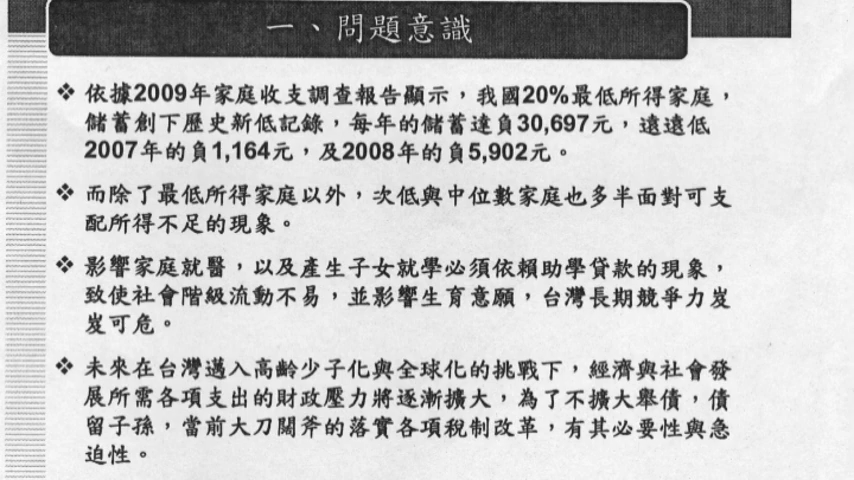 一、問題意識
❖ 依據2009年家庭收支調查報告顯示，我國20%最低所得家庭，
儲蓄創下歷史新低記錄，每年的儲蓄達負30,697元，遠遠低
2007年的負1,164元，及2008年的負5,902元。
❖ 而除了最低所得家庭以外，次低與中位數家庭也多半面對可支
配所得不足的現象。
❖ 影響家庭就醫，以及產生子女就學必須依賴助學貸款的現象，
致使社會階級流動不易，並影響生育意願，台灣長期競爭力岌
岌可危。
❖ 未來在台灣邁入高齡少子化與全球化的挑戰下，經濟與社會發
展所需各項支出的財政壓力將逐漸擴大，為了不擴大舉債，債
留子孫，當前大刀闊斧的落實各項稅制改革，有其必要性與急
迫性。